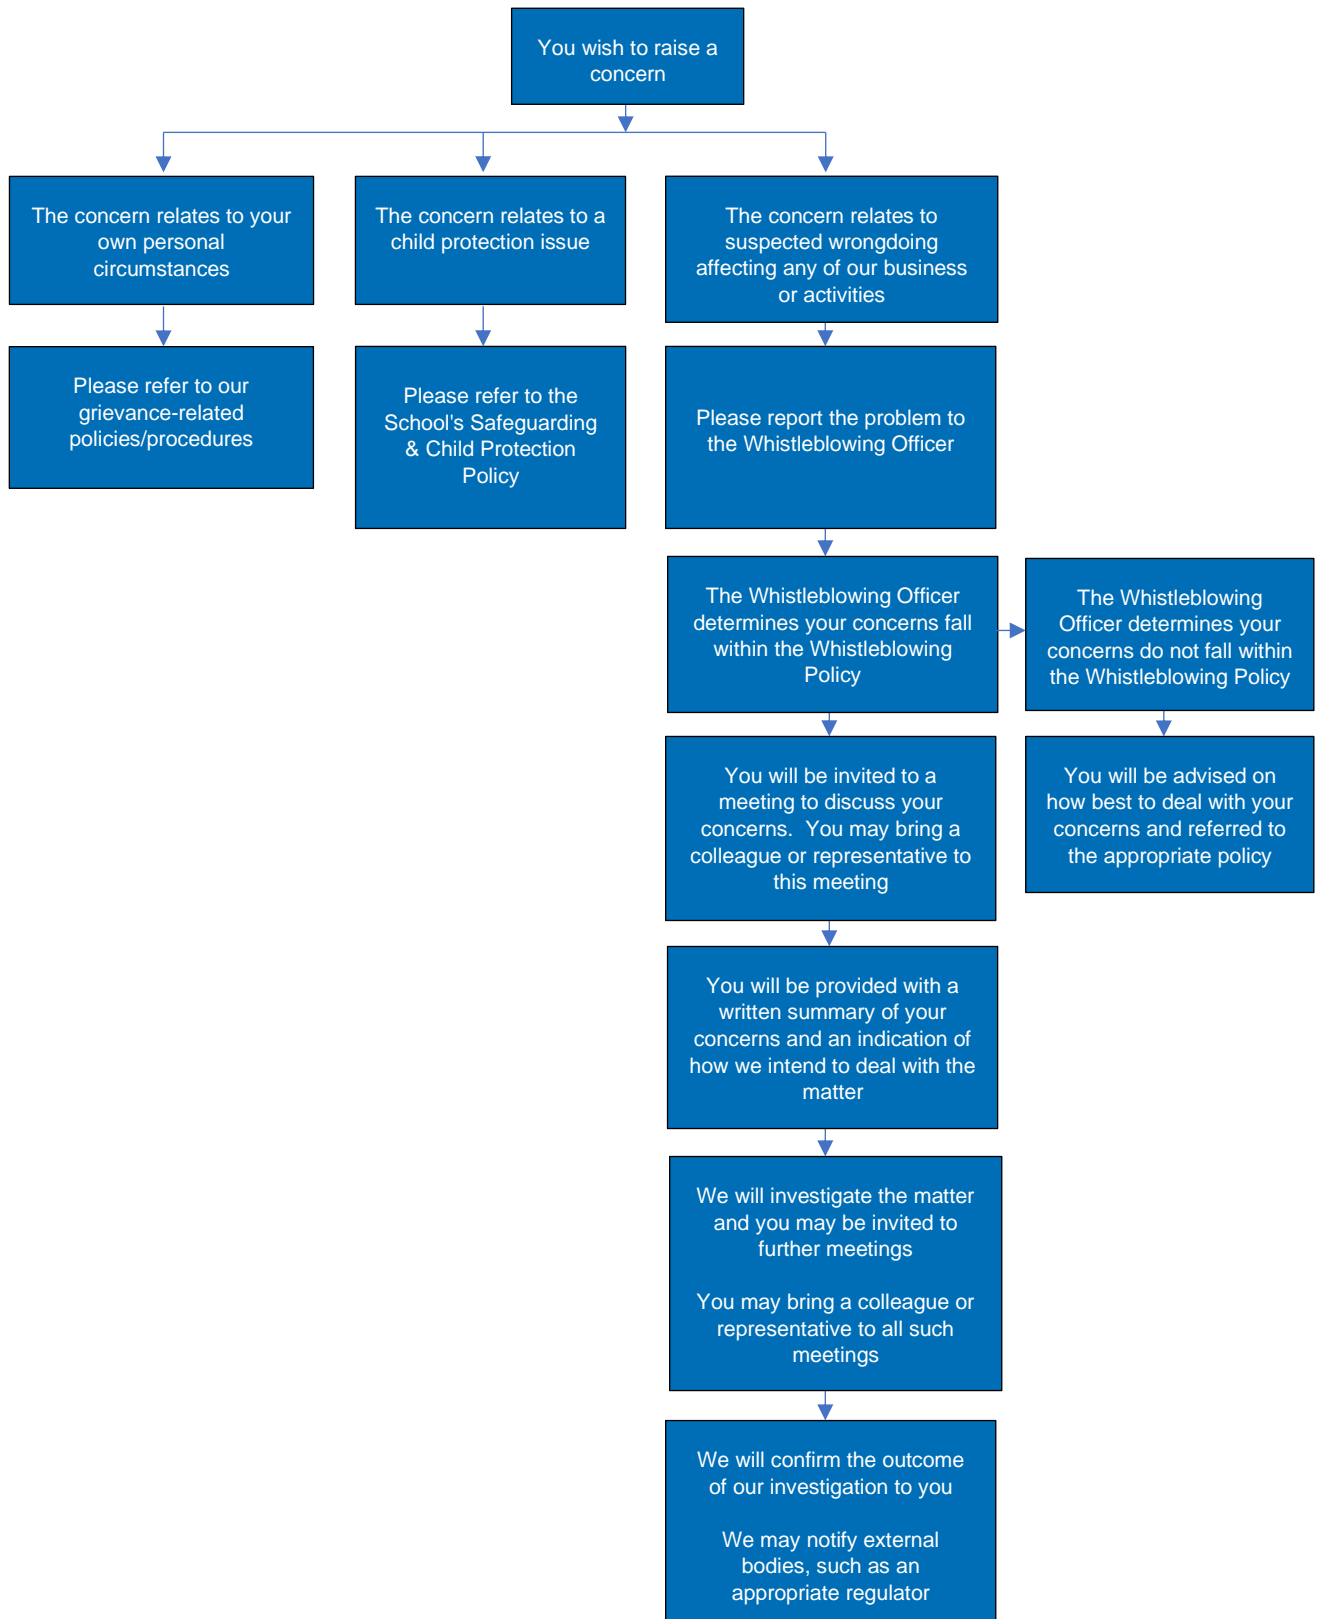 You wish to raise a
concern
The concern relates to your
own personal
circumstances
The concern relates to a
child protection issue
The concern relates to
suspected wrongdoing
affecting any of our business
or activities
Please refer to our
grievance-related
policies/procedures
Please refer to the
School's Safeguarding
& Child Protection
Policy
Please report the problem to
the Whistleblowing Officer
The Whistleblowing Officer
determines your concerns fall
within the Whistleblowing
Policy
The Whistleblowing
Officer determines your
concerns do not fall within
the Whistleblowing Policy
You will be invited to a
meeting to discuss your
concerns.  You may bring a
colleague or representative to
this meeting
You will be advised on
how best to deal with your
concerns and referred to
the appropriate policy
You will be provided with a
written summary of your
concerns and an indication of
how we intend to deal with the
matter
We will investigate the matter
and you may be invited to
further meetings
You may bring a colleague or
representative to all such
meetings
We will confirm the outcome
of our investigation to you
We may notify external
bodies, such as an
appropriate regulator